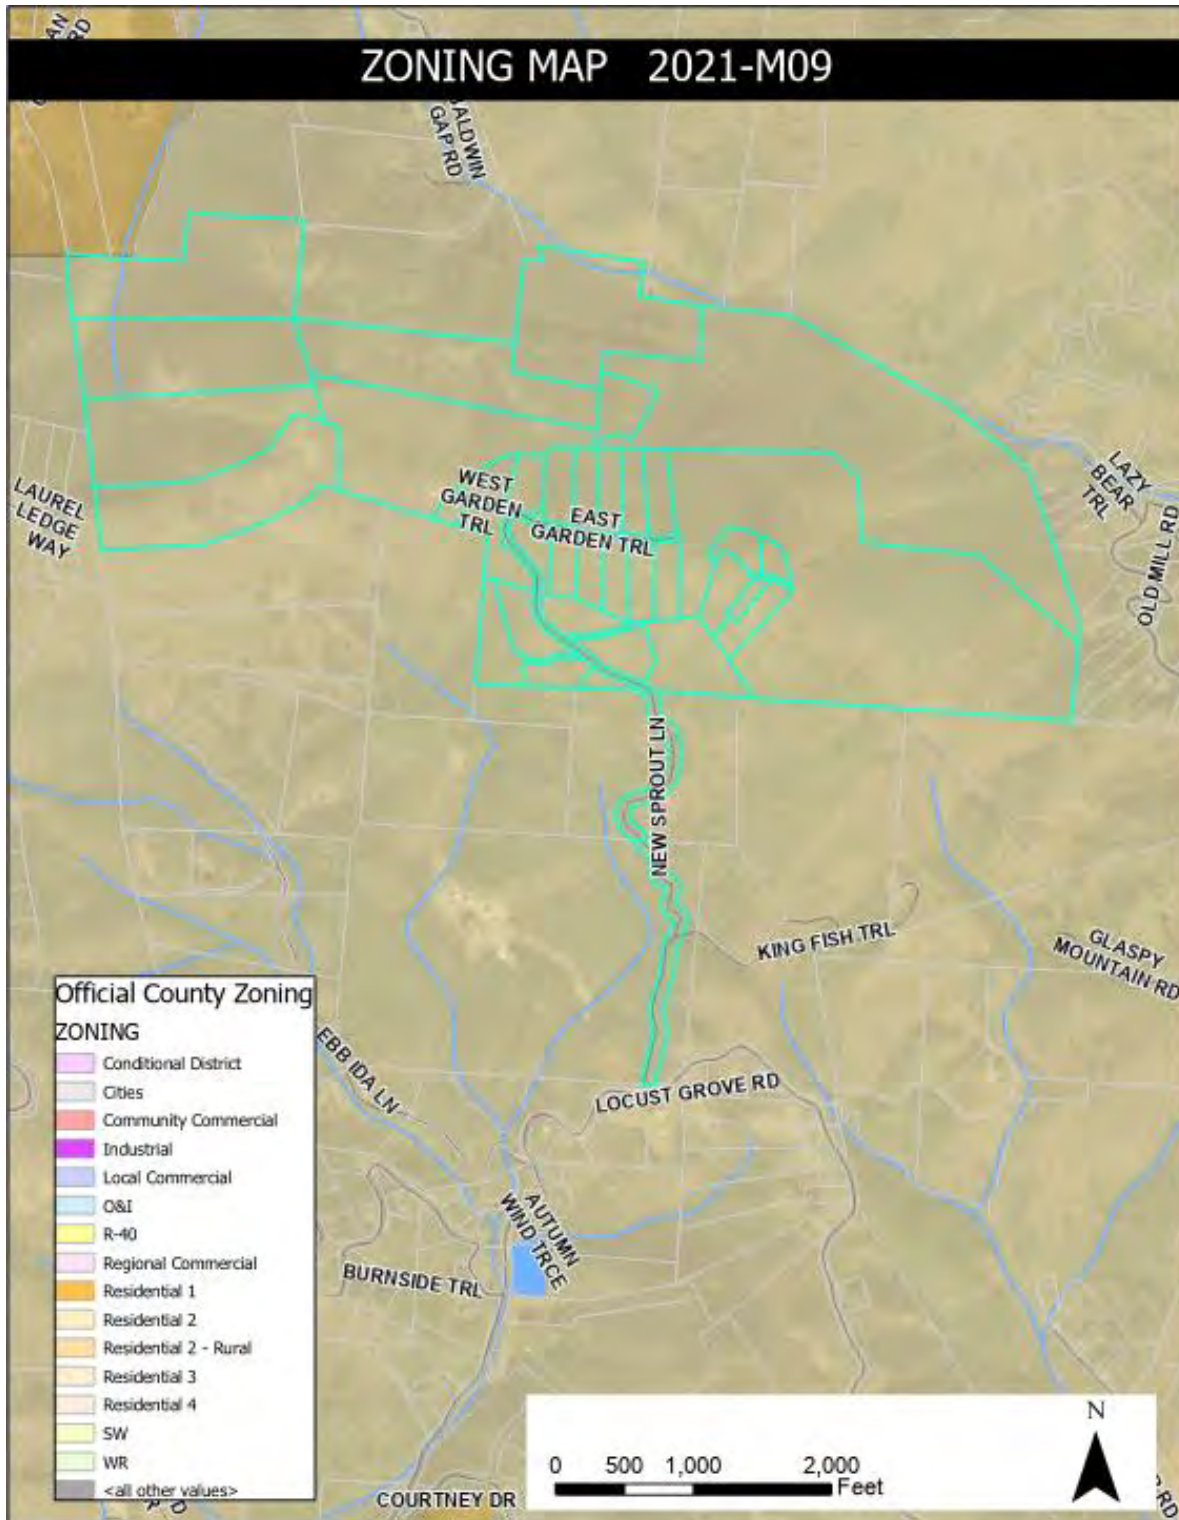 RD
ZONING MAP 2021-M09
BALDWIN
GAP RD
WEST
GARDEN
TRL
EAST
GARDEN TRL
LAZY
BEAR
TRL
OLD MILL RD
LAUREL
LEDGE
WAY
NEW SPROUT LN
KING FISH TRL
GLASPY
MOUNTAIN RD
EBB IDA LN
LOCUST GROVE RD
AUTUMN
WIND TRCE
BURNSIDE TRL
COURTNEY DR
Official County Zoning
ZONING
Conditional District
Cities
Community Commercial
Industrial
Local Commercial
O&I
R-40
Regional Commercial
Residential 1
Residential 2
Residential 2 - Rural
Residential 3
Residential 4
SW
WR
<all other values>
N
0 500 1,000 2,000
Feet
RD